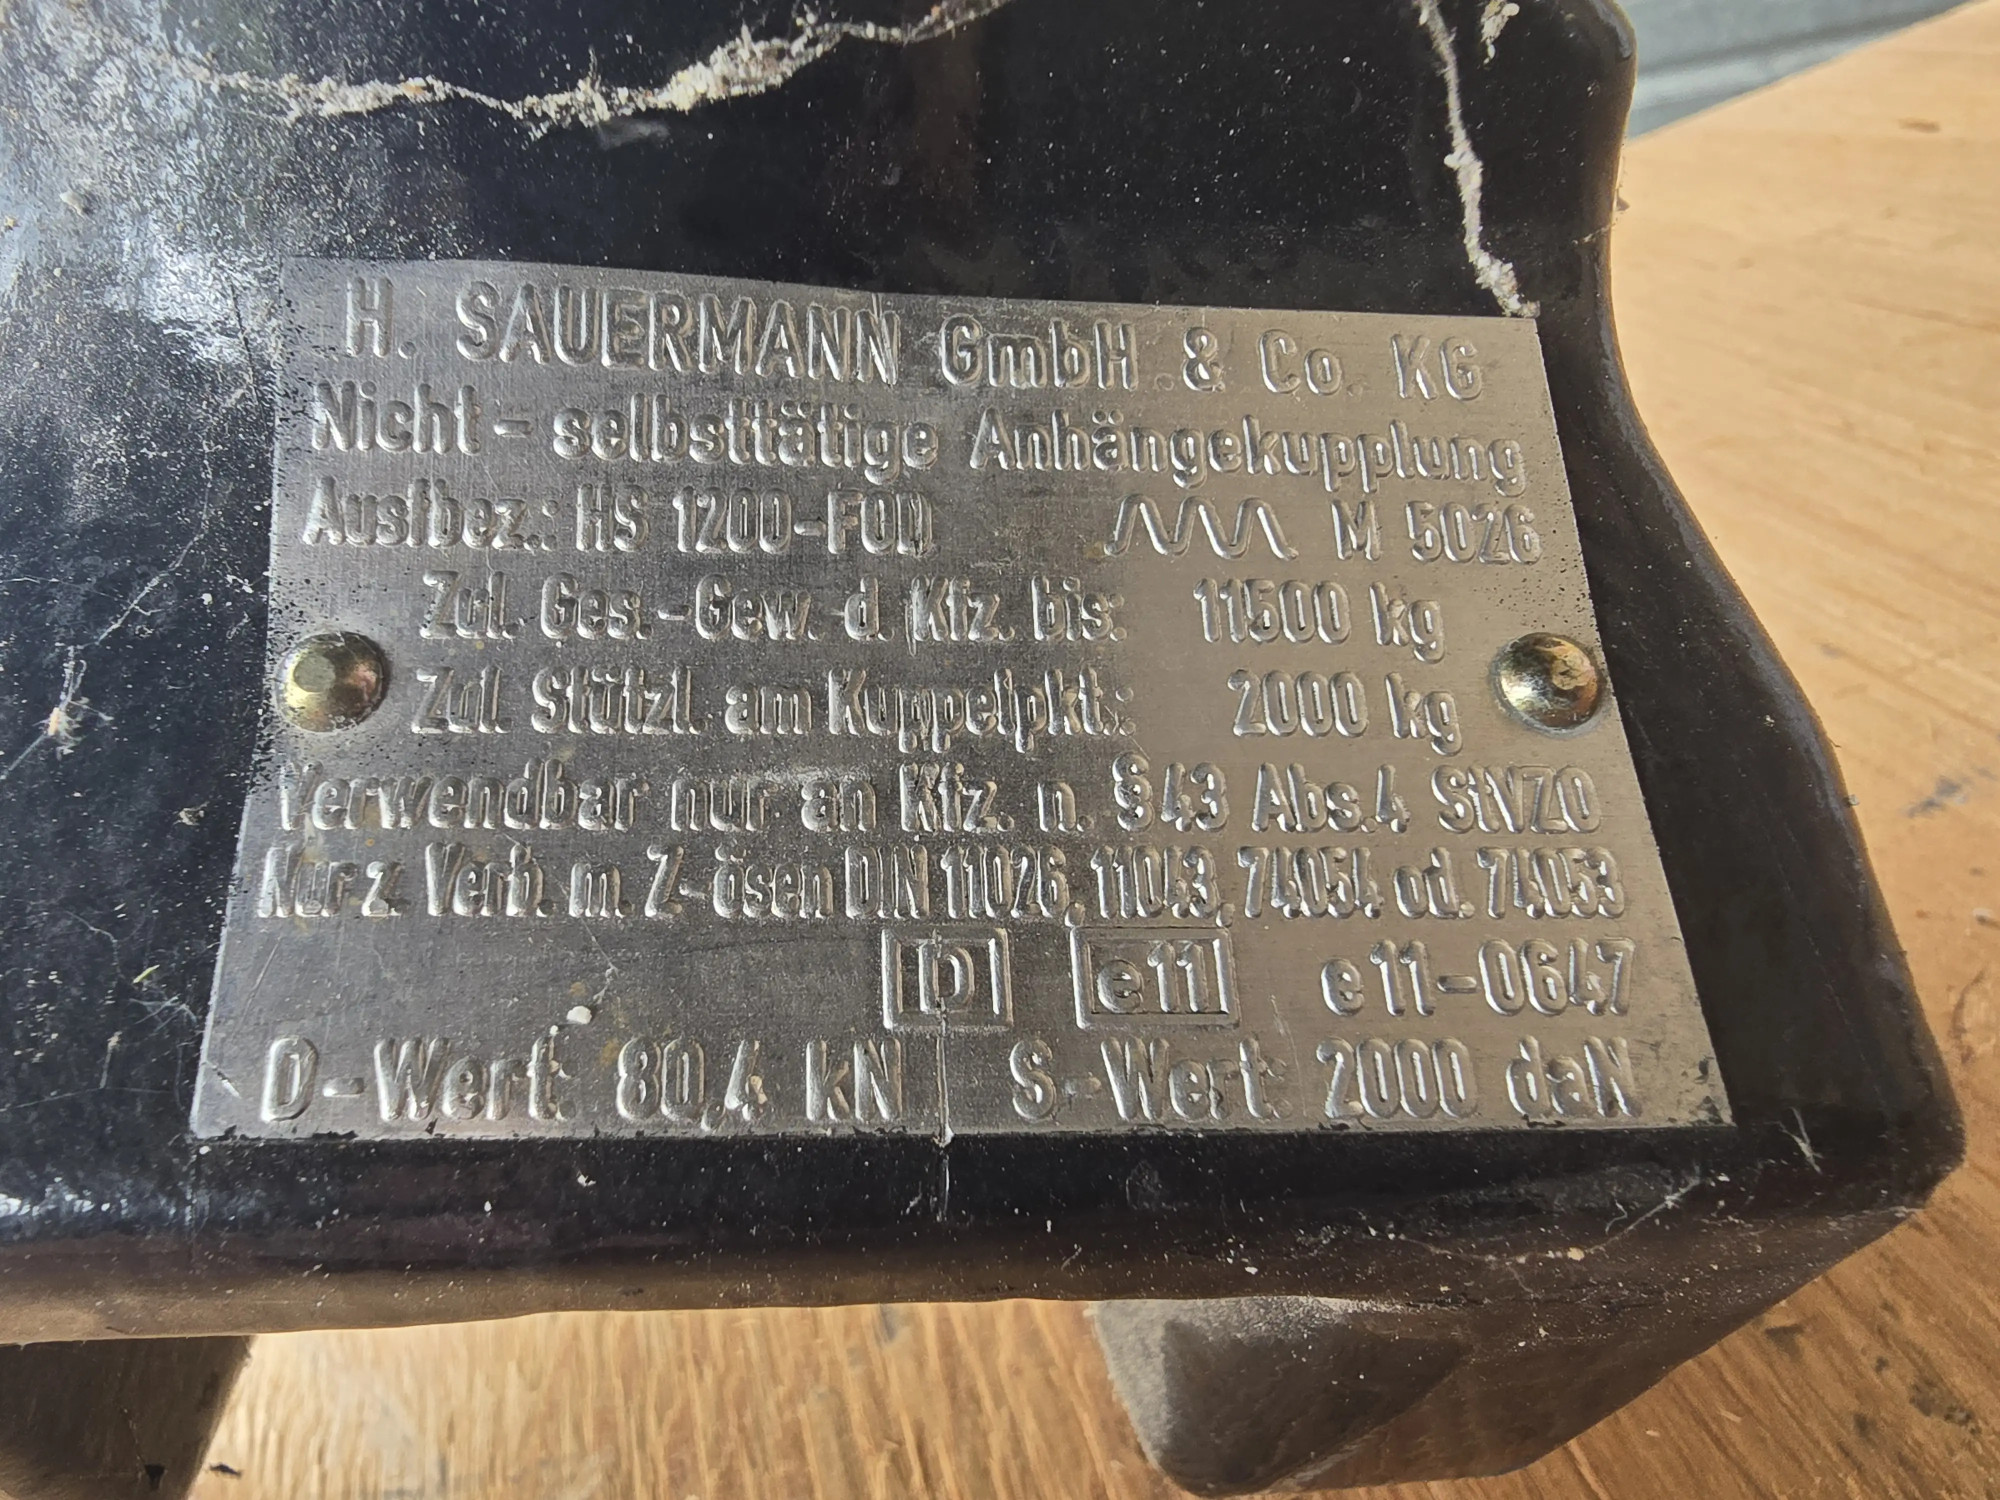 H. SAUERMANN GmbH & Co. KG
Nicht-selbsttätige Anhängekupplung
Ausfbez.: HS 1200-FOD M 5026
Zul. Ges.-Gew. d. Kfz. bis: 11500 kg
Zul. Stützl. am Kuppelpkt.: 2000 kg
Verwendbar nur an Kfz. n. § 43 Abs. 4 StVZO
Nur z. Verb. m. Z-ösen DIN 11026, 11043, 74054 od. 74053
D e11 e11-0647
D-Wert: 80,4 kN S-Wert: 2000 daN